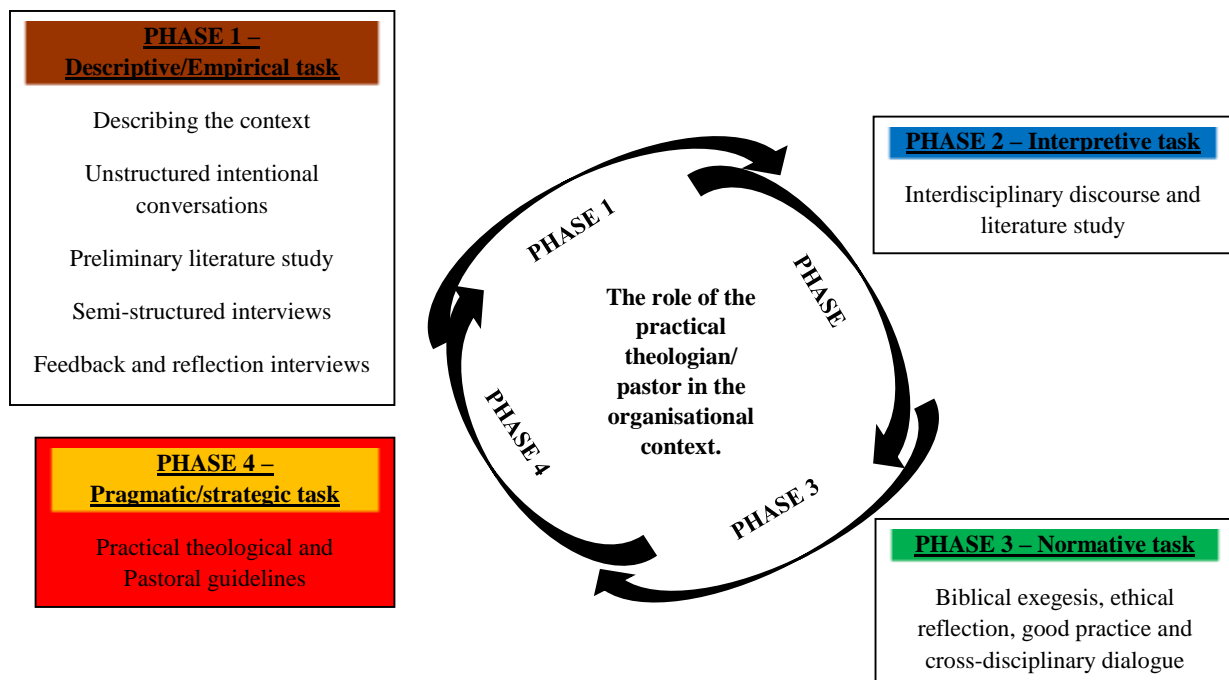 PHASE 1 –
Descriptive/Empirical task
Describing the context
Unstructured intentional
conversations
Preliminary literature study
Semi-structured interviews
Feedback and reflection interviews
PHASE 2 – Interpretive task
Interdisciplinary discourse and
literature study
PHASE 1
PHASE
The role of the
practical
theologian/
pastor in the
organisational
context.
PHASE 4
PHASE 3
PHASE 4 –
Pragmatic/strategic task
Practical theological and
Pastoral guidelines
PHASE 3 – Normative task
Biblical exegesis, ethical
reflection, good practice and
cross-disciplinary dialogue